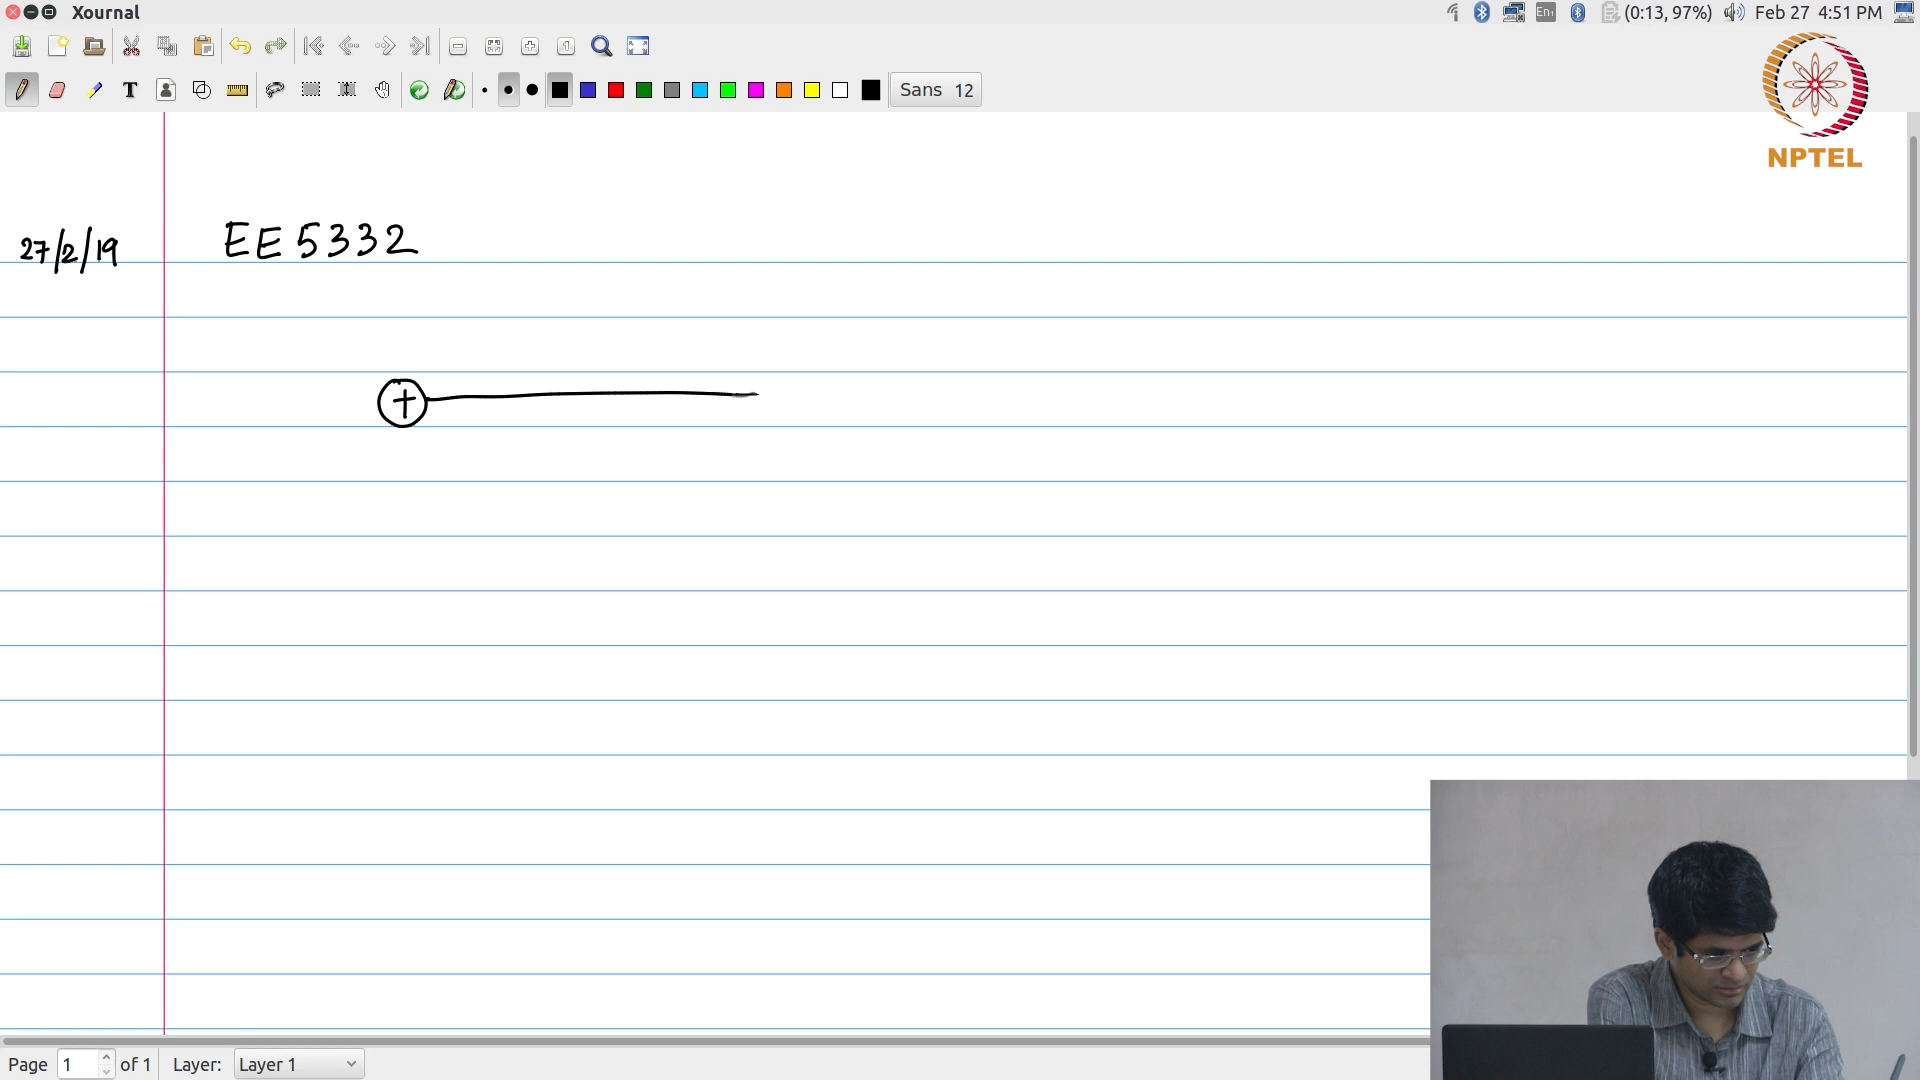 Xournal
En1
(0:13, 97%)
Feb 27 4:51 PM
Sans 12
NPTEL
27/2/19
EE 5332
+
Page 1 of 1 Layer: Layer 1